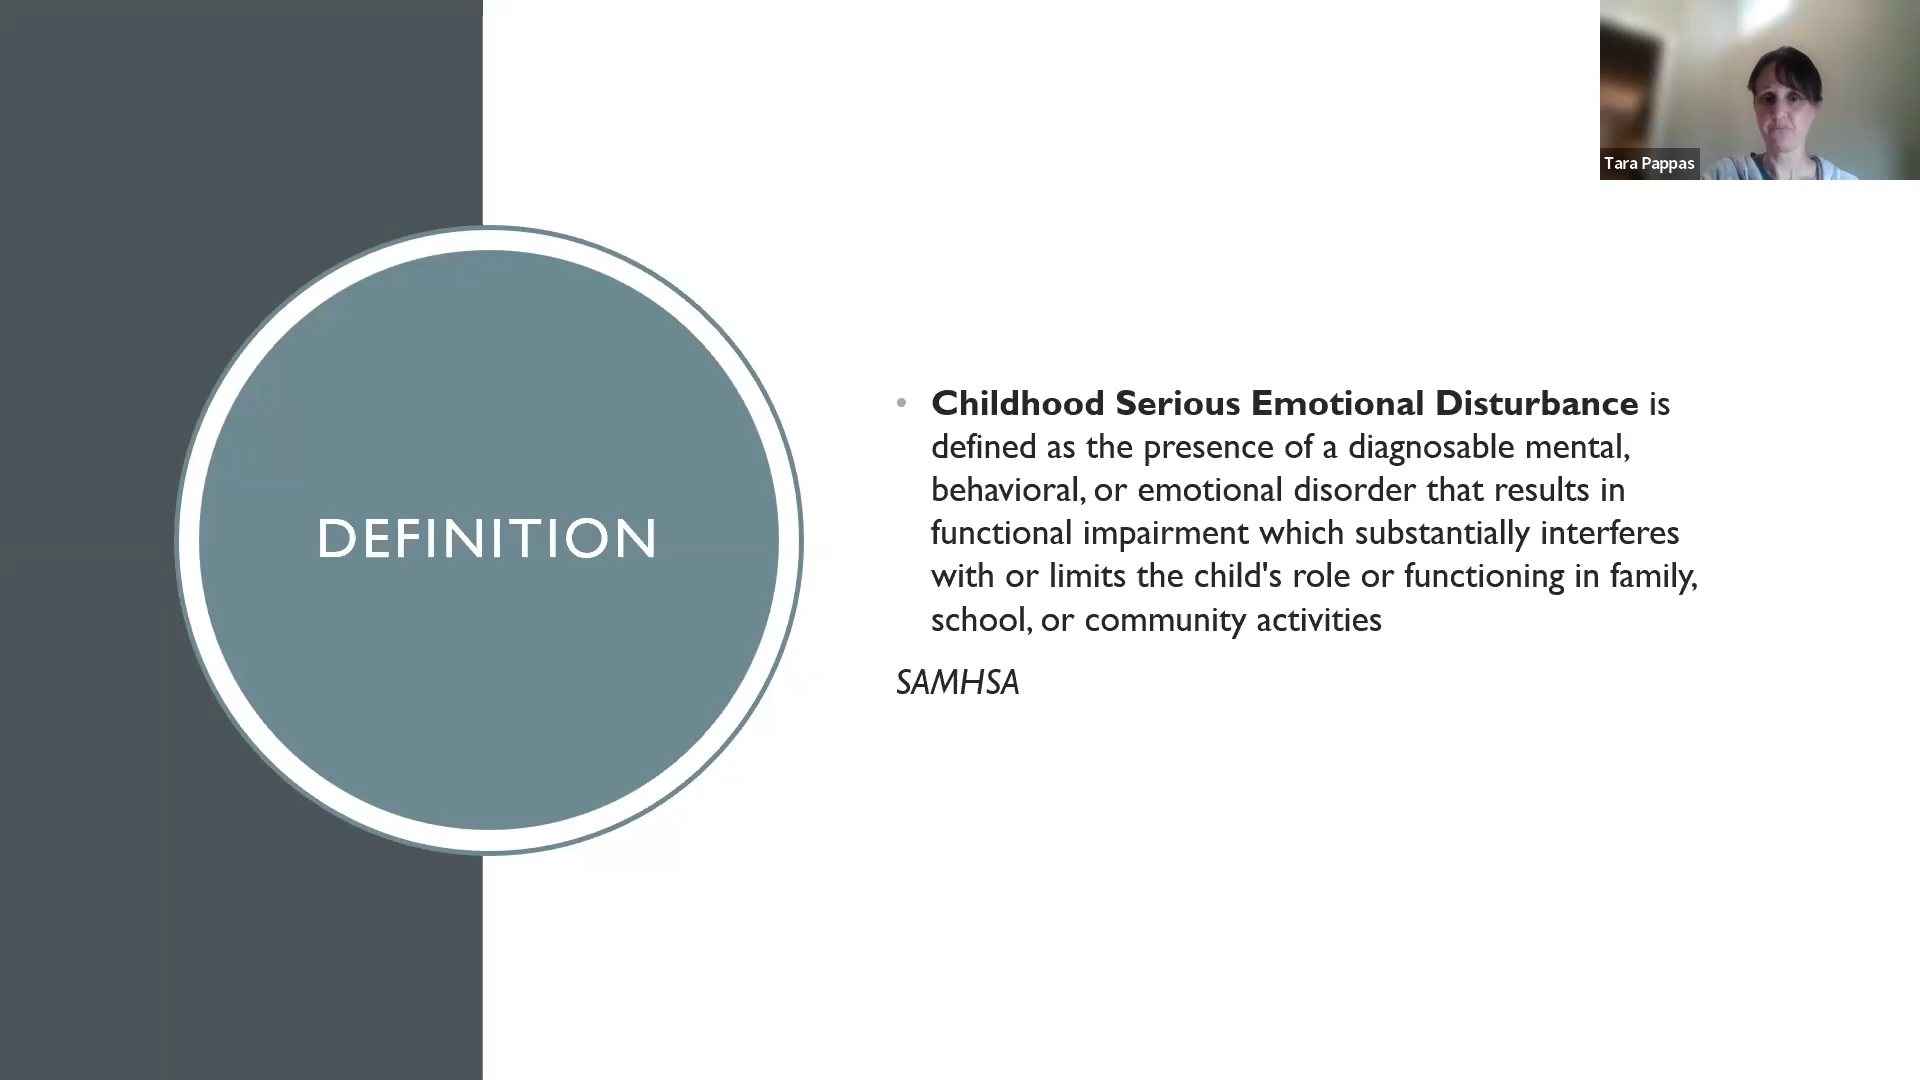 Tara Pappas
DEFINITION
• Childhood Serious Emotional Disturbance is
defined as the presence of a diagnosable mental,
behavioral, or emotional disorder that results in
functional impairment which substantially interferes
with or limits the child's role or functioning in family,
school, or community activities
SAMHSA